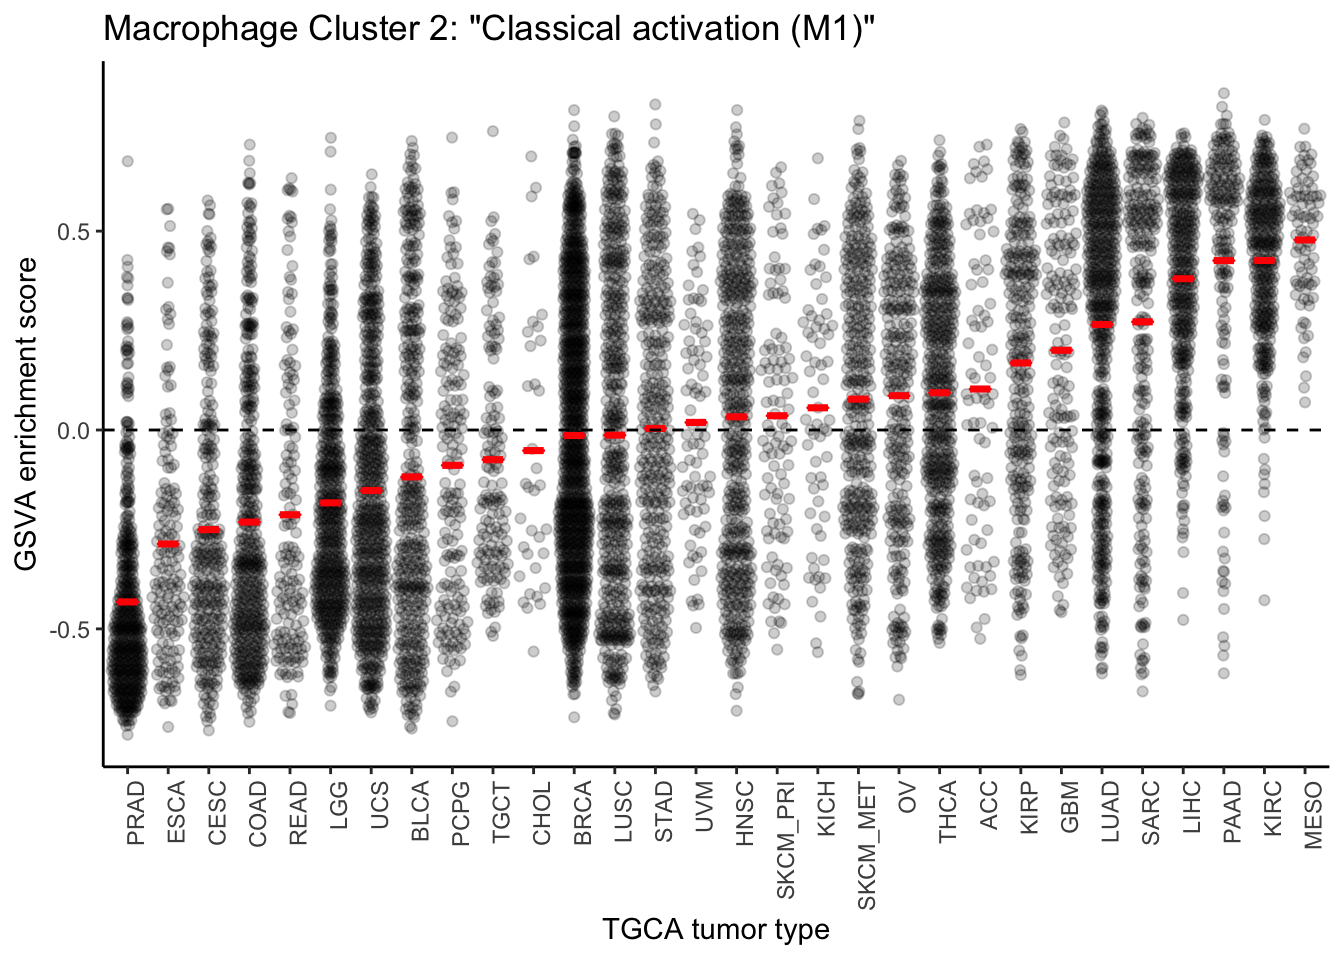 Macrophage Cluster 2: "Classical activation (M1)"
GSVA enrichment score
0.5
0.0
-0.5
PRAD
ESCA
CESC
COAD
READ
LGG
UCS
BLCA
PCPG
TGCT
CHOL
BRCA
LUSC
STAD
UVM
HNSC
SKCM_PRI
KICH
SKCM_MET
OV
THCA
ACC
KIRP
GBM
LUAD
SARC
LIHC
PAAD
KIRC
MESO
TGCA tumor type